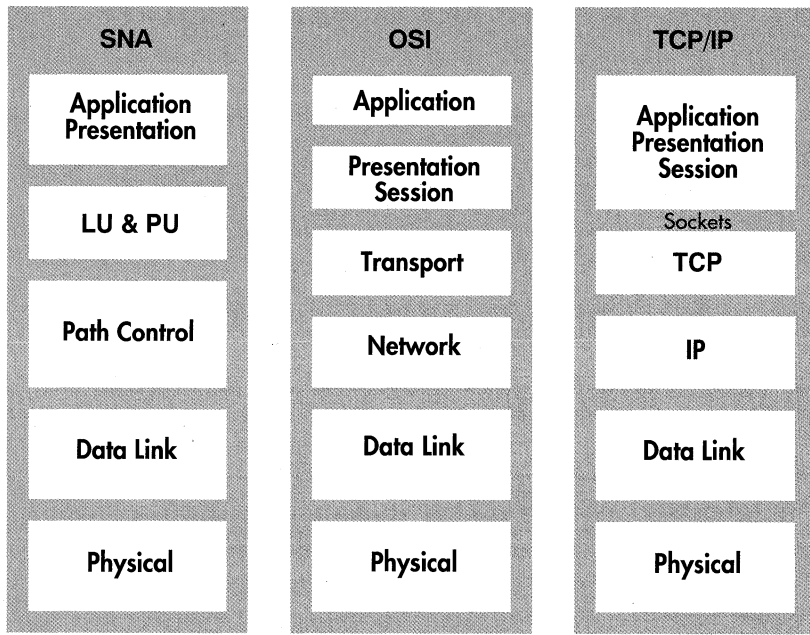 SNA
Application
Presentation
LU & PU
Path Control
Data Link
Physical
OSI
Application
Presentation
Session
Transport
Network
Data Link
Physical
TCP/IP
Application
Presentation
Session
Sockets
TCP
IP
Data Link
Physical